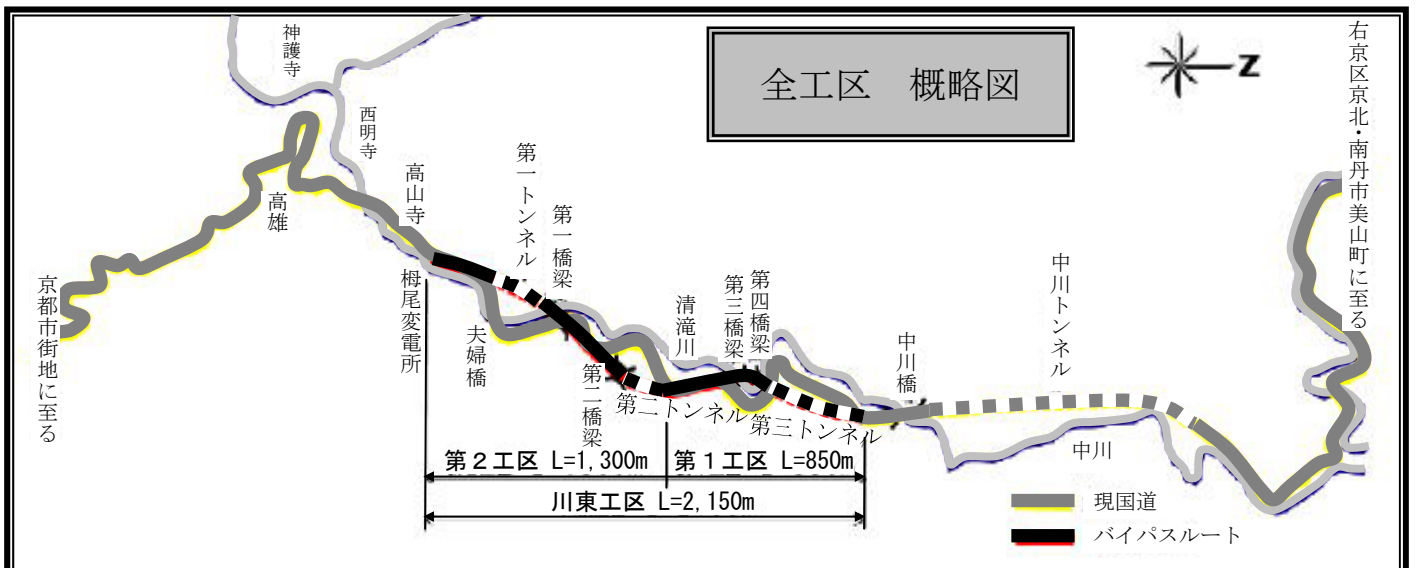 全工区　概略図
Z
神護寺
西明寺
高雄
高山寺
京都市街地に至る
栂尾変電所
夫婦橋
第一トンネル
第一橋梁
第二橋梁
第二トンネル
清滝川
第三橋梁
第四橋梁
第三トンネル
中川橋
中川トンネル
中川
右京区京北・南丹市美山町に至る
第2工区 L=1,300m
第1工区 L=850m
川東工区 L=2,150m
現国道
バイパスルート